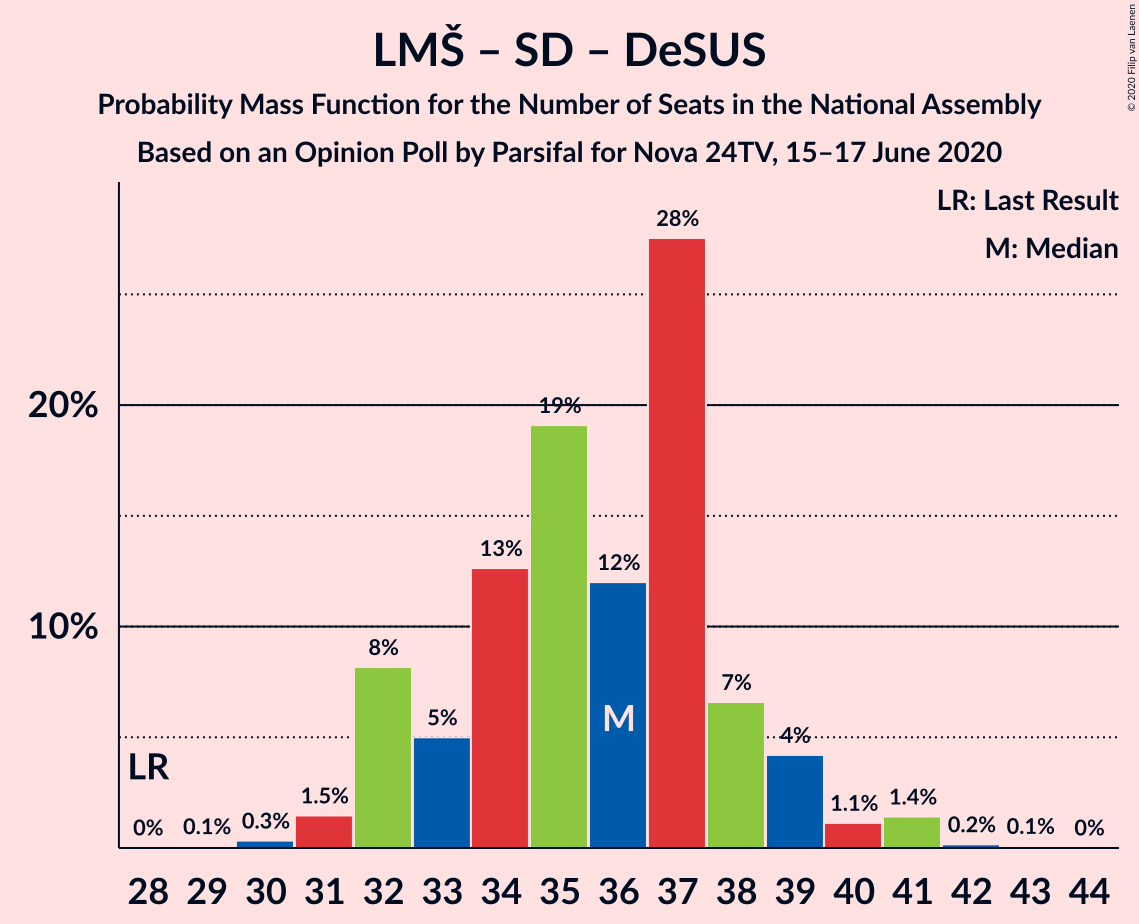 LMŠ – SD – DeSUS
Probability Mass Function for the Number of Seats in the National Assembly
Based on an Opinion Poll by Parsifal for Nova 24TV, 15–17 June 2020
© 2020 Filip van Laenen
LR: Last Result
M: Median
28%
20%
19%
13%
12%
10%
8%
7%
5%
M
4%
LR
1.5%
1.1%
1.4%
0%
0.1%
0.3%
0.2%
0.1%
0%
28 29 30 31 32 33 34 35 36 37 38 39 40 41 42 43 44